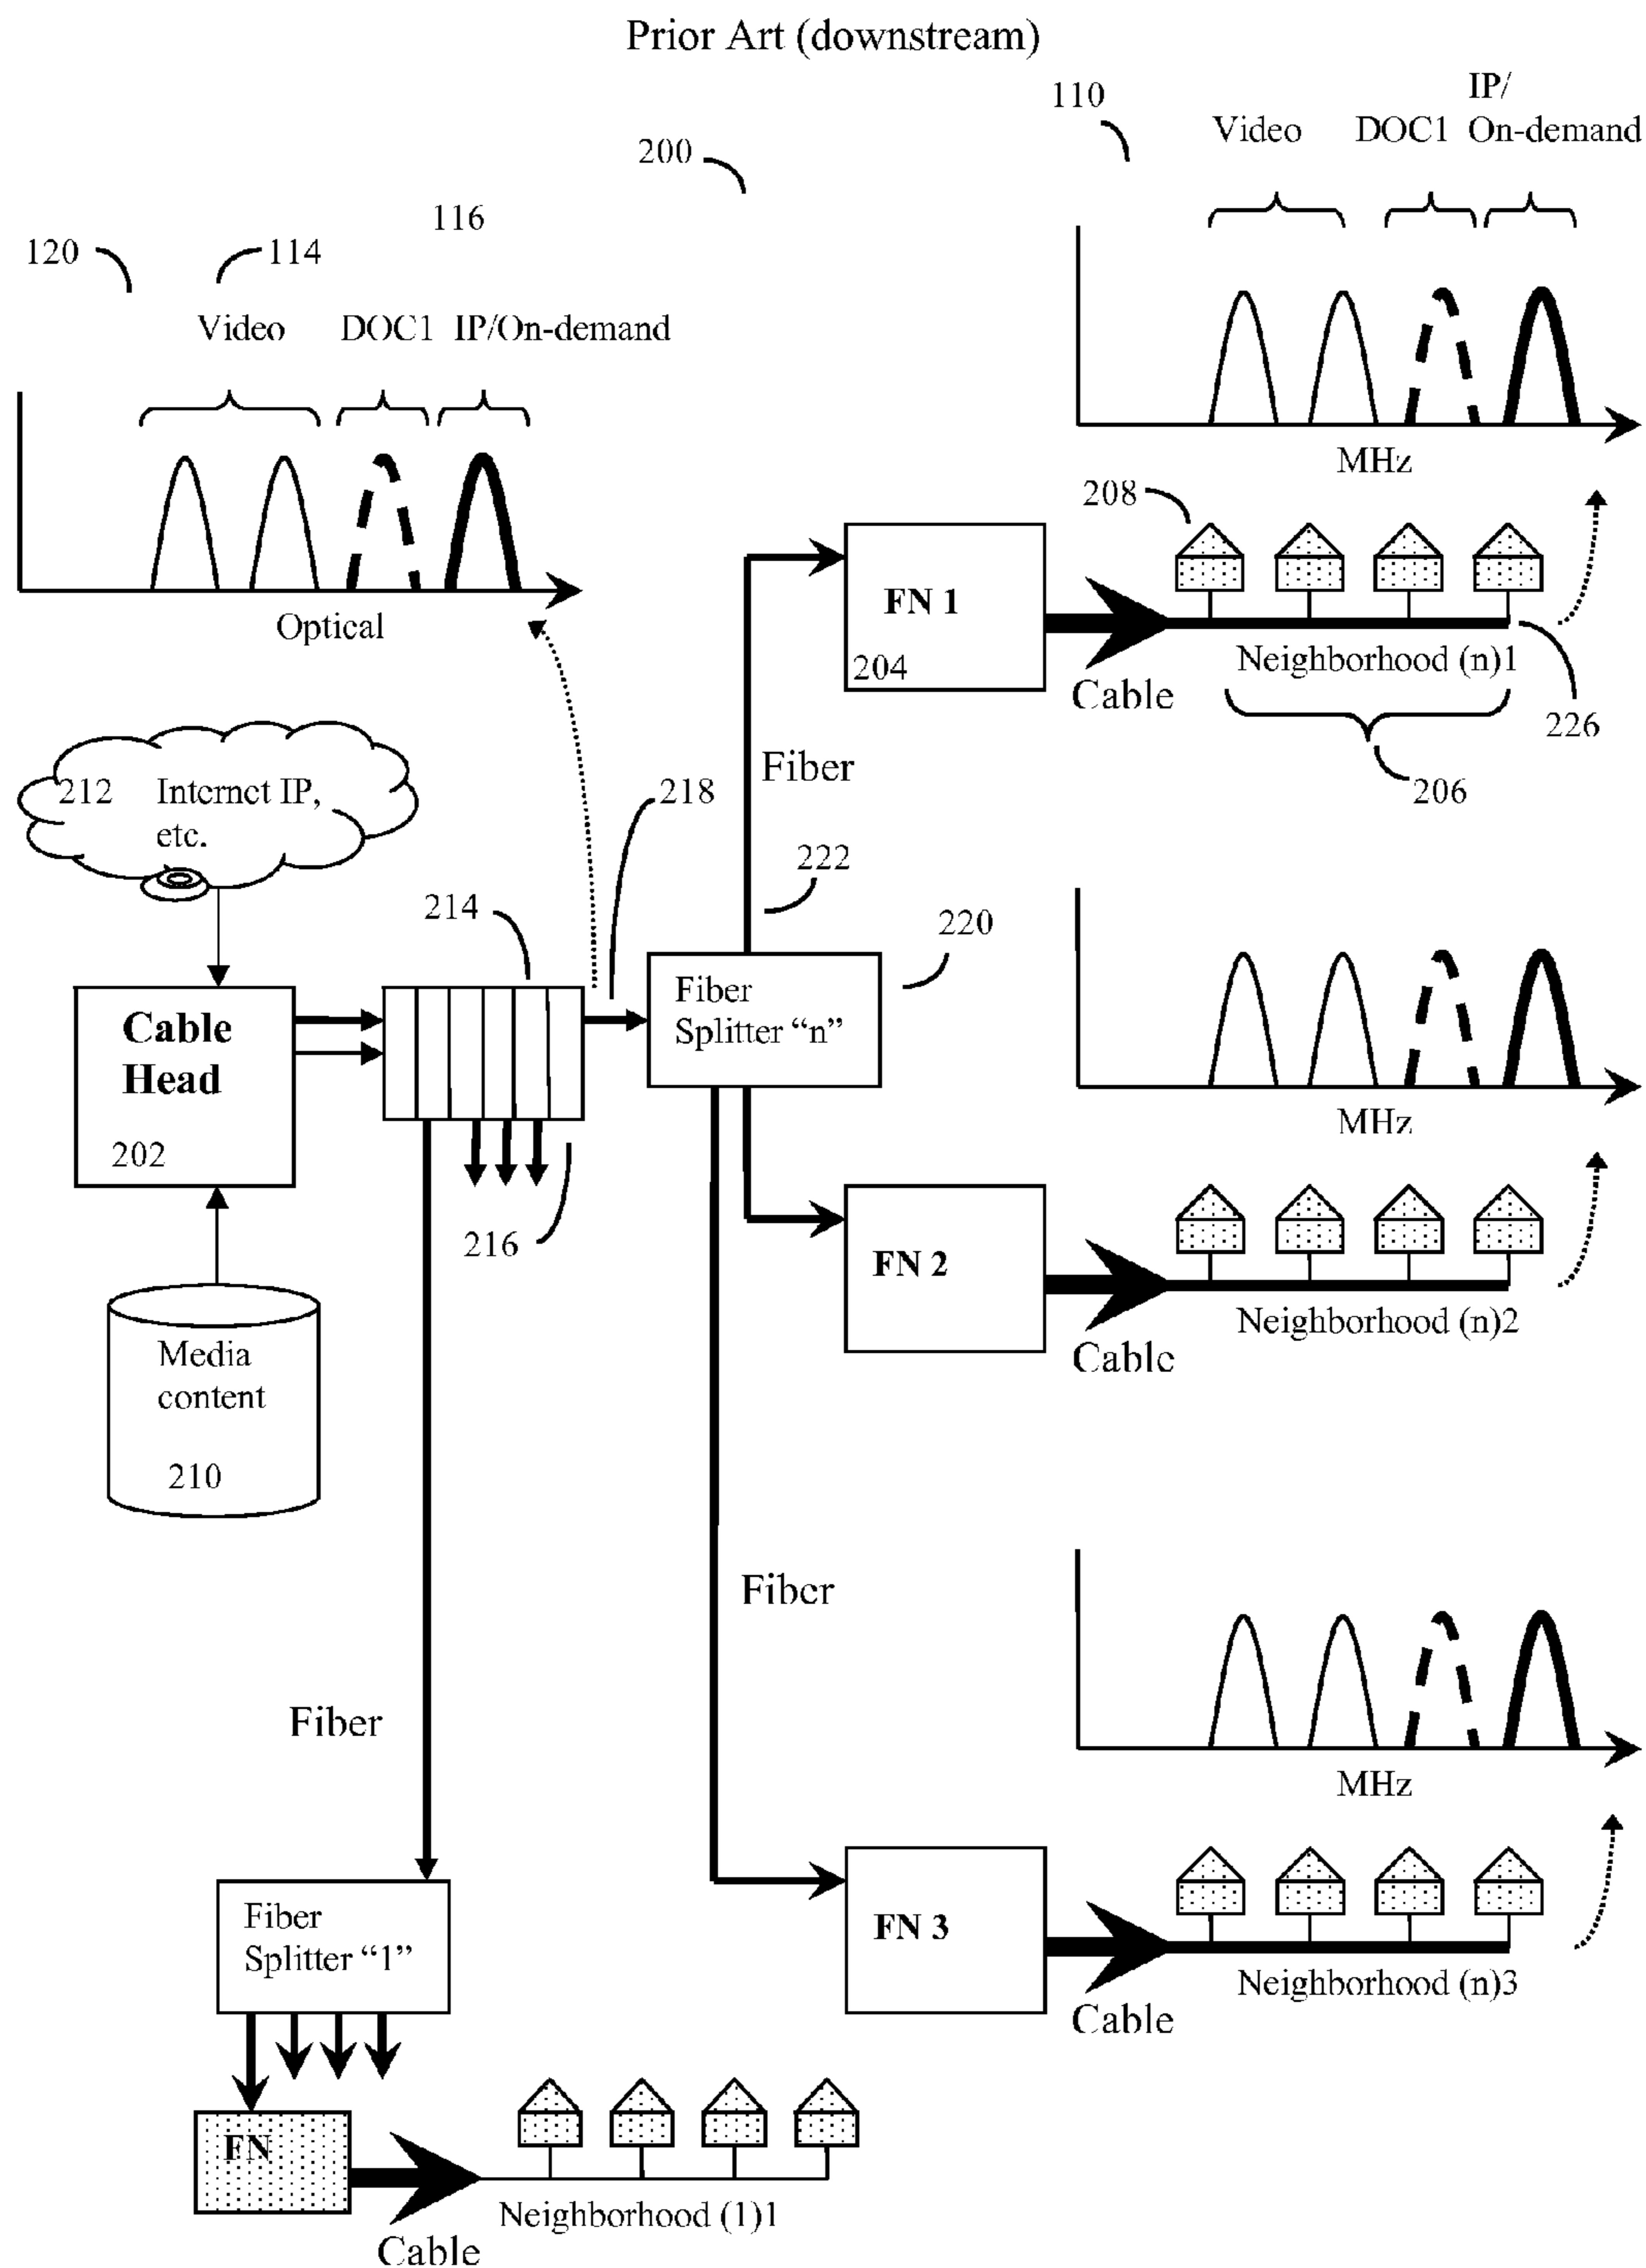 Prior Art (downstream)
110
IP/
Video DOC1 On-demand
200
116
120
114
Video DOC1 IP/On-demand
MHz
208
Optical
FN 1
204
Neighborhood (n)1
Cable
226
206
Fiber
212 Internet IP,
etc.
218
222
214
220
Fiber
Splitter “n”
Cable
Head
202
MHz
216
FN 2
Neighborhood (n)2
Cable
Media
content
210
Fiber
Fiber
MHz
Fiber
Splitter “1”
FN 3
Neighborhood (n)3
Cable
FN
Neighborhood (1)1
Cable